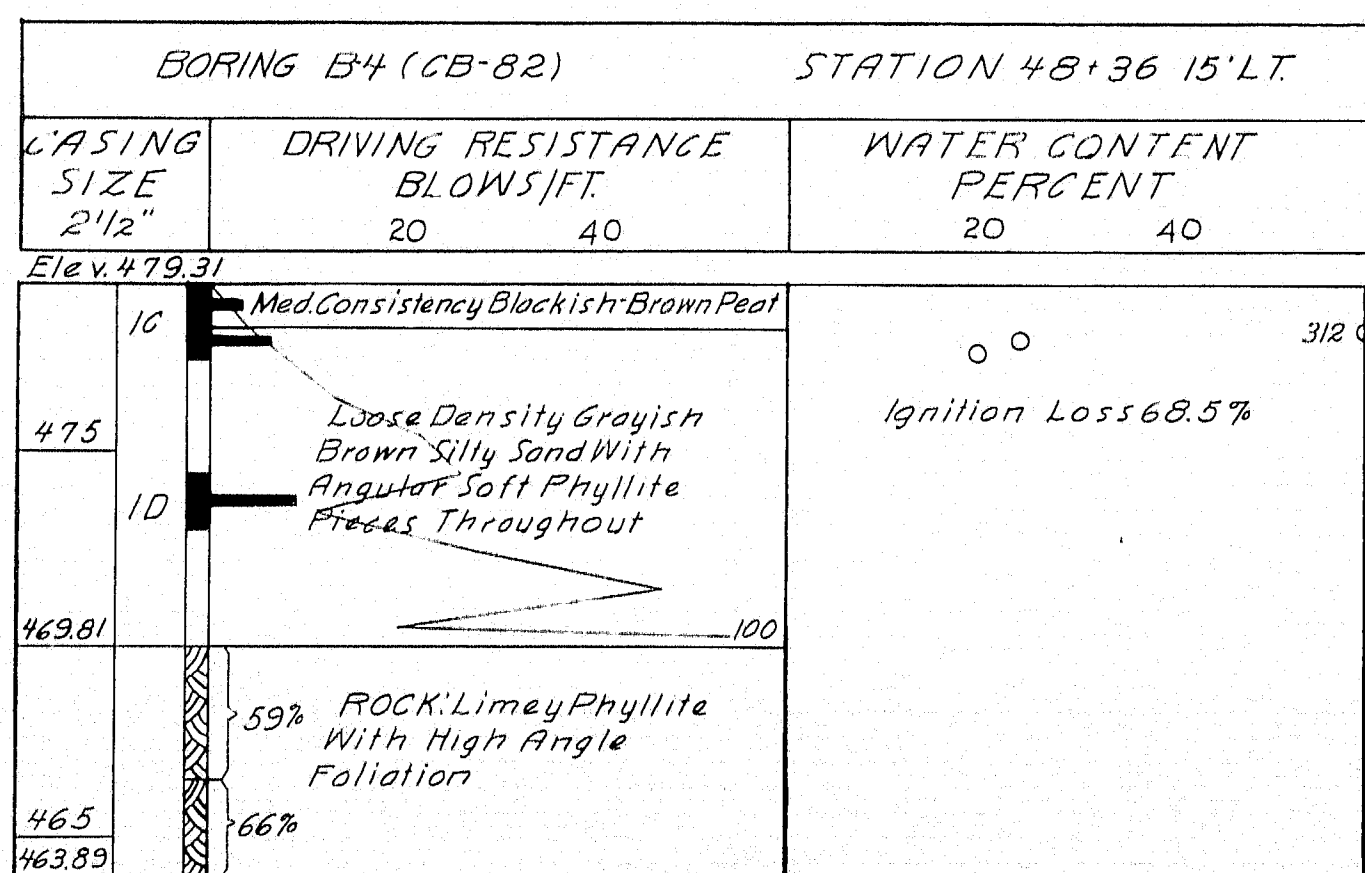 BORING B-4 (CB-82) STATION 48+36 15'LT.
CASING SIZE 2 1/2"
DRIVING RESISTANCE
BLOWS/FT.
20 40
WATER CONTENT
PERCENT
20 40
Elev. 479.31
1C
Med. Consistency Blackish-Brown Peat
312
475
Loose Density Grayish
Brown Silty Sand With
Angular Soft Phyllite
Pieces Throughout
Ignition Loss 68.5%
1D
469.81
100
59%
ROCK: Limey Phyllite
With High Angle
Foliation
465
66%
463.89